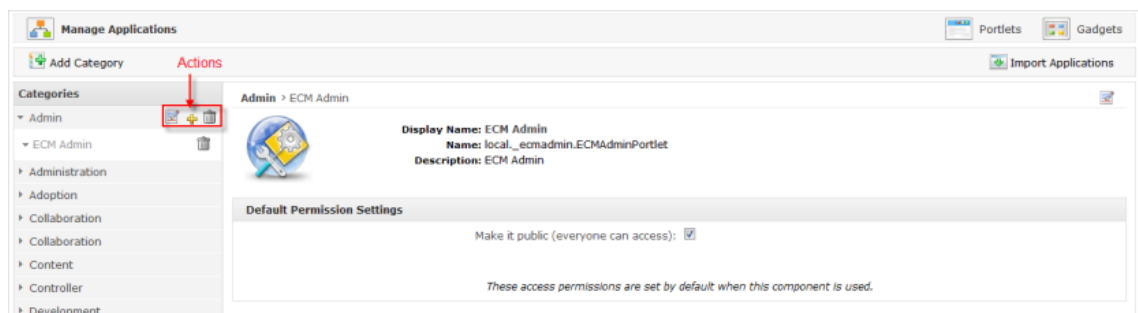 Manage Applications
Portlets
Gadgets
Add Category
Actions
Import Applications
Categories
Admin
ECM Admin
Administration
Adoption
Collaboration
Collaboration
Content
Controller
Development
Admin > ECM Admin
Display Name: ECM Admin
Name: local._ecmadmin.ECMAdminPortlet
Description: ECM Admin
Default Permission Settings
Make it public (everyone can access):
These access permissions are set by default when this component is used.